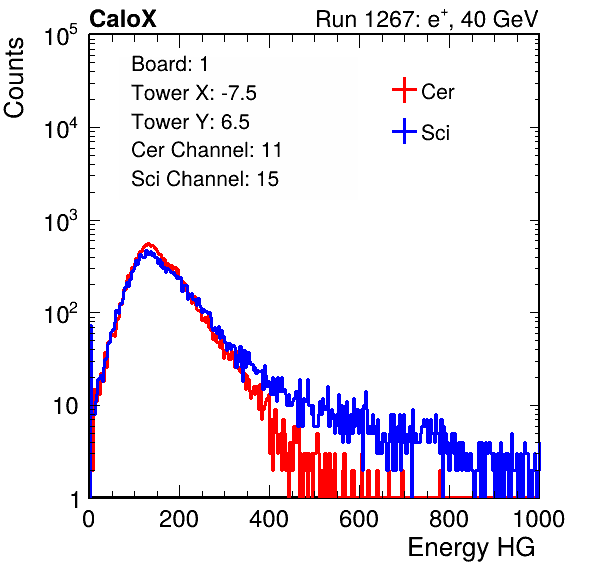 CaloX Run 1267: e⁺, 40 GeV
Counts
10⁵
10⁴
10³
10²
10
1
Board: 1
Tower X: -7.5
Tower Y: 6.5
Cer Channel: 11
Sci Channel: 15
Cer
Sci
0 200 400 600 800 1000
Energy HG